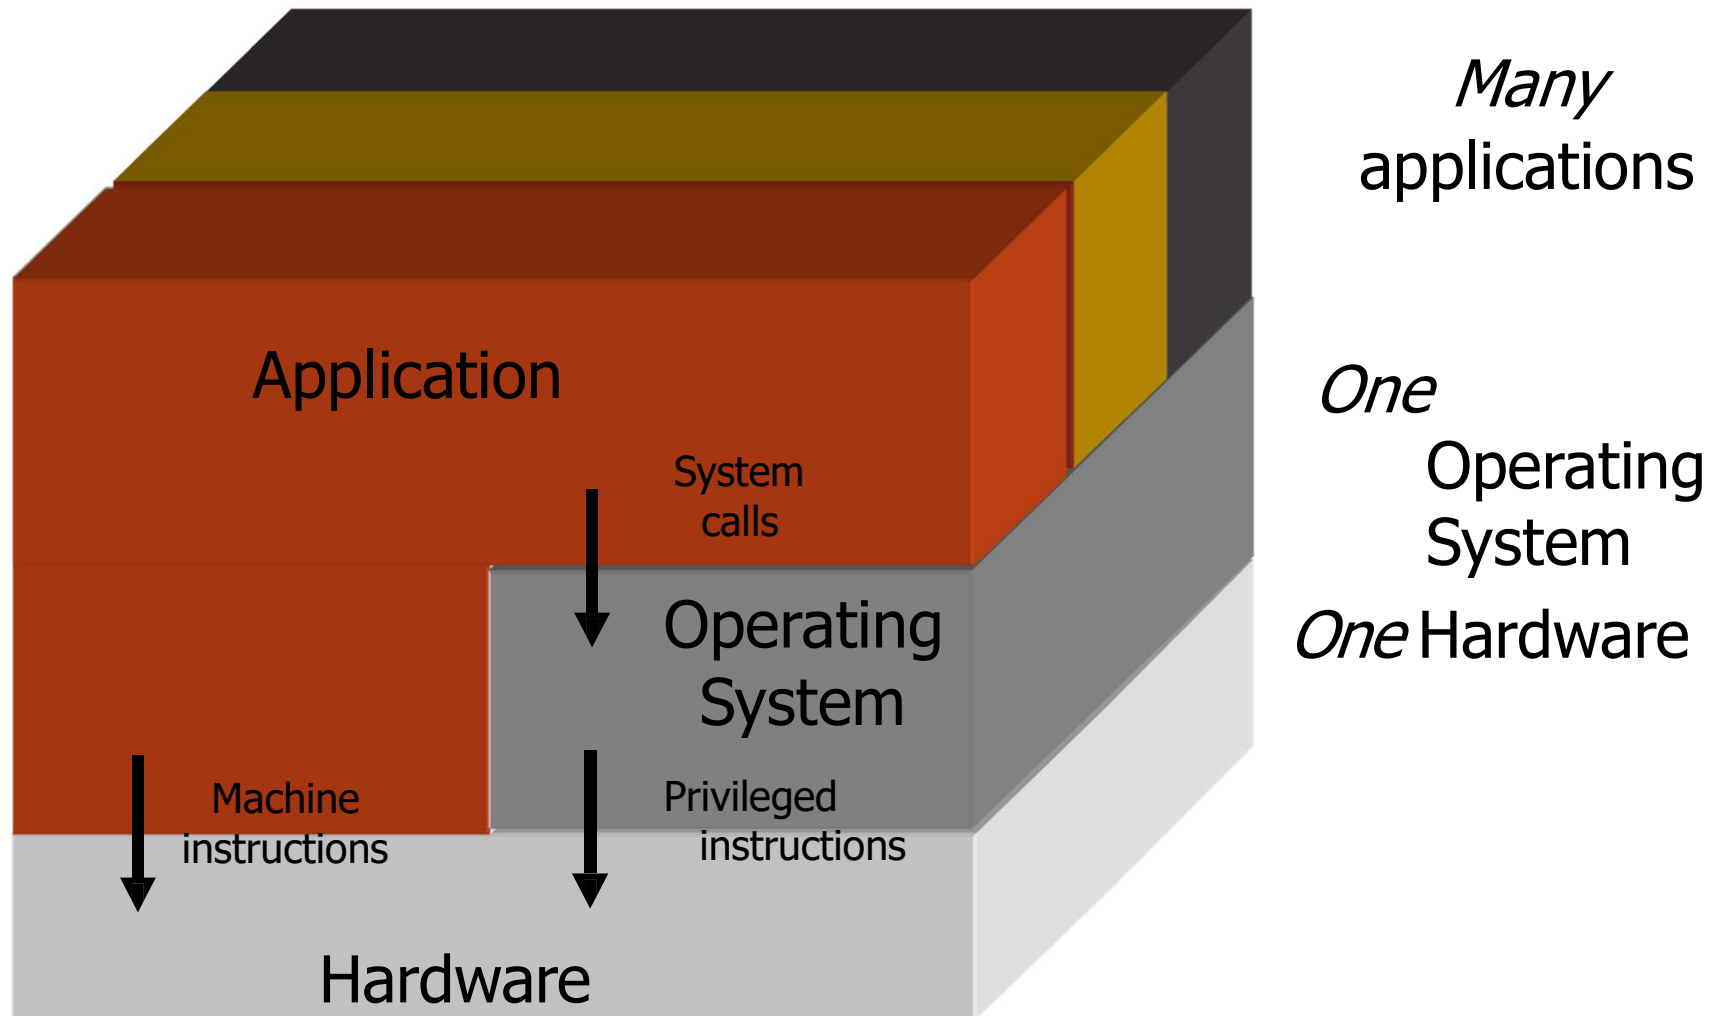 Many
applications
Application
One
Operating
System
System
calls
Operating
System
One Hardware
Machine
instructions
Privileged
instructions
Hardware